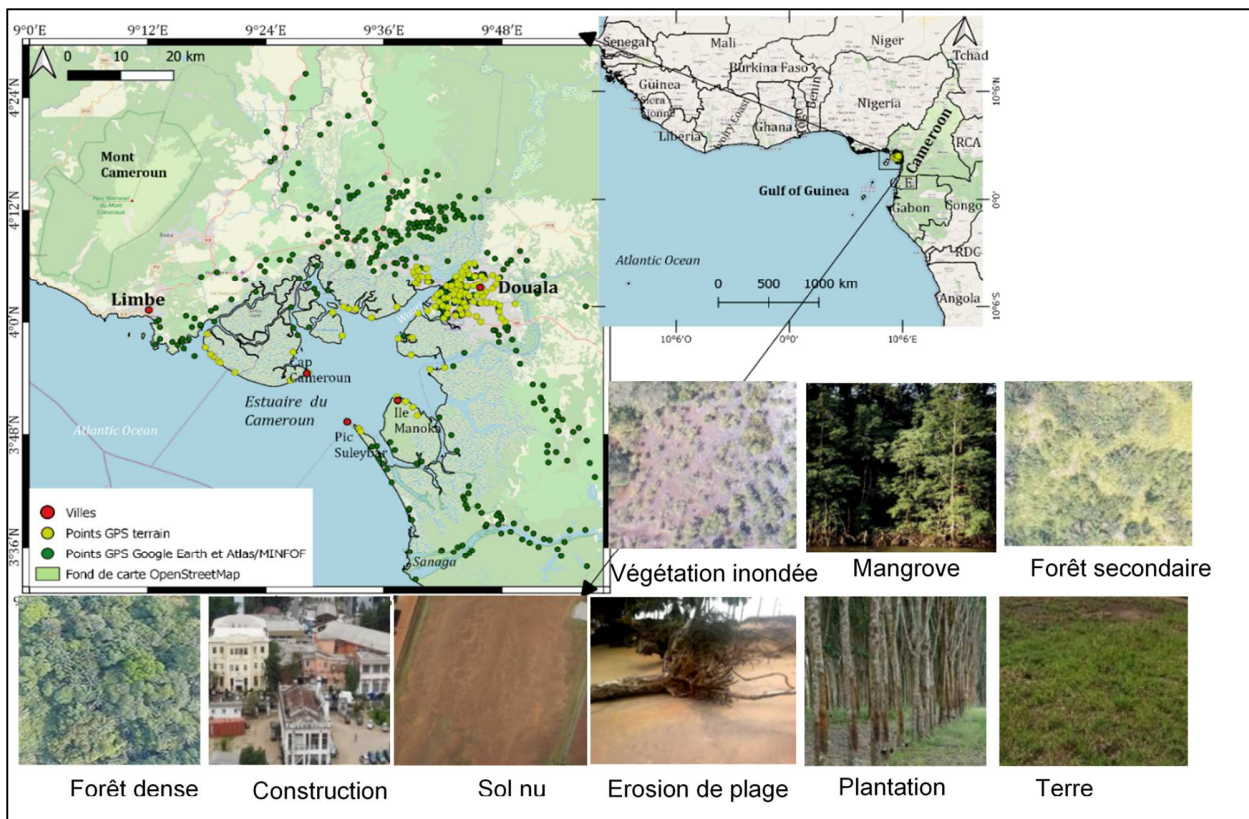 9°0′E 9°12′E 9°24′E 9°36′E 9°48′E
0 10 20 km
4°24′N
4°12′N
4°0′N
3°48′N
3°36′N
Mont
Cameroun
Limbe
Douala
Cap
Cameroun
Estuaire du
Cameroun
Ile
Manoka
Atlantic Ocean
Pic
Suleybar
Sanaga
Villes
Points GPS terrain
Points GPS Google Earth et Atlas/MINFOF
Fond de carte OpenStreetMap
Senegal
Mali
Niger
Tchad
Burkina Faso
Guinea
Benin
Nigeria
Ivory Coast
Ghana
Togo
Liberia
Cameroon
RCA
Gulf of Guinea
Gabon
Congo
RDC
Atlantic Ocean
Angola
0 500 1000 km
10°6′N
0°0′
10°6′S
10°6′W 0°0′ 10°6′E
Végétation inondée
Mangrove
Forêt secondaire
Forêt dense
Construction
Sol nu
Erosion de plage
Plantation
Terre